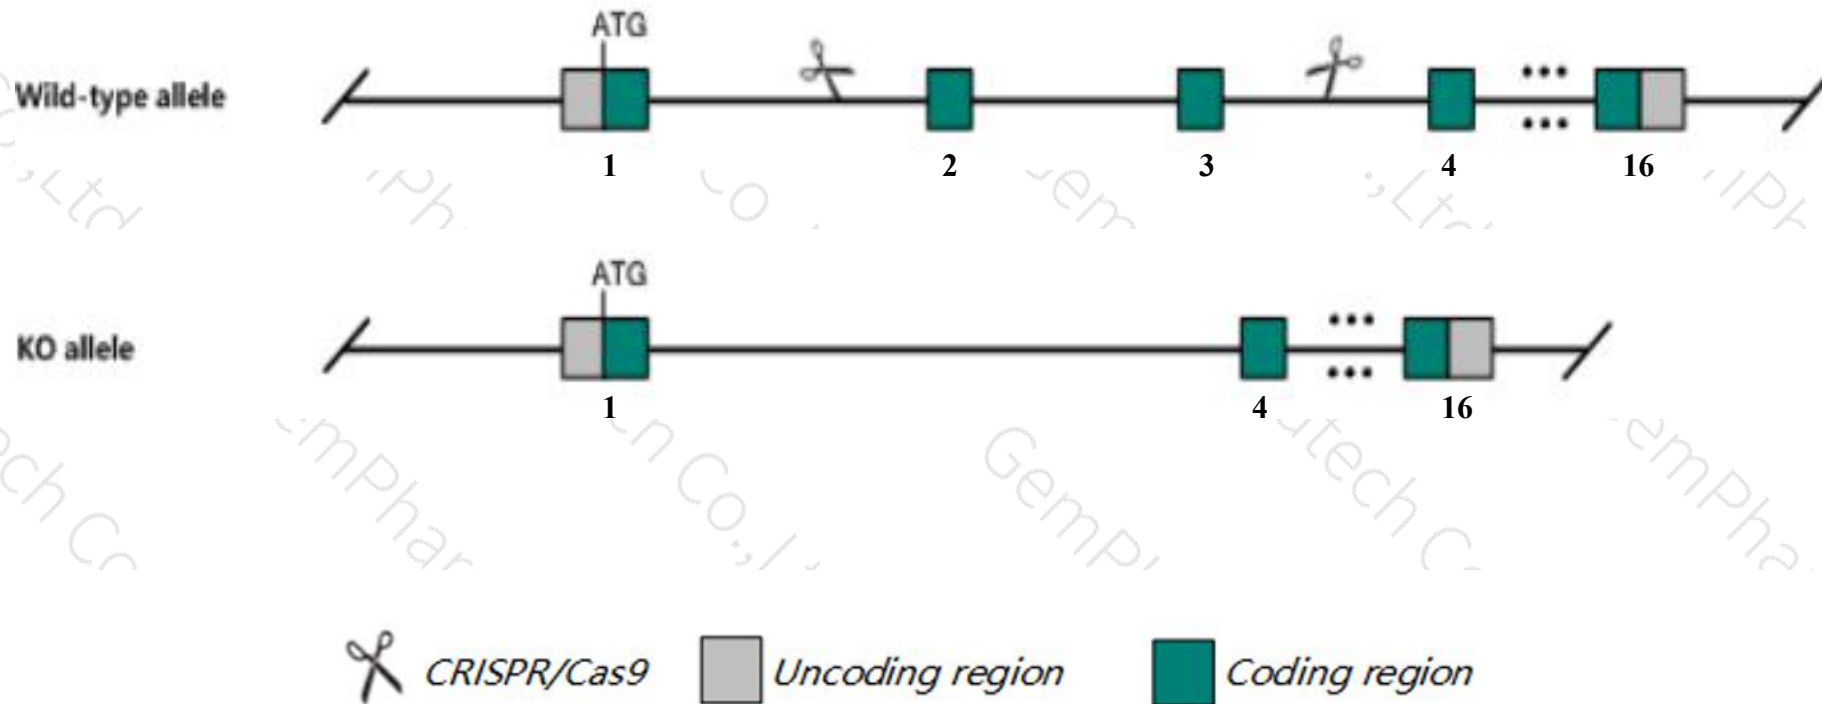 ATG
Wild-type allele
1 2 3 4 16
ATG
KO allele
1 4 16
CRISPR/Cas9 Uncoding region Coding region
GemPh